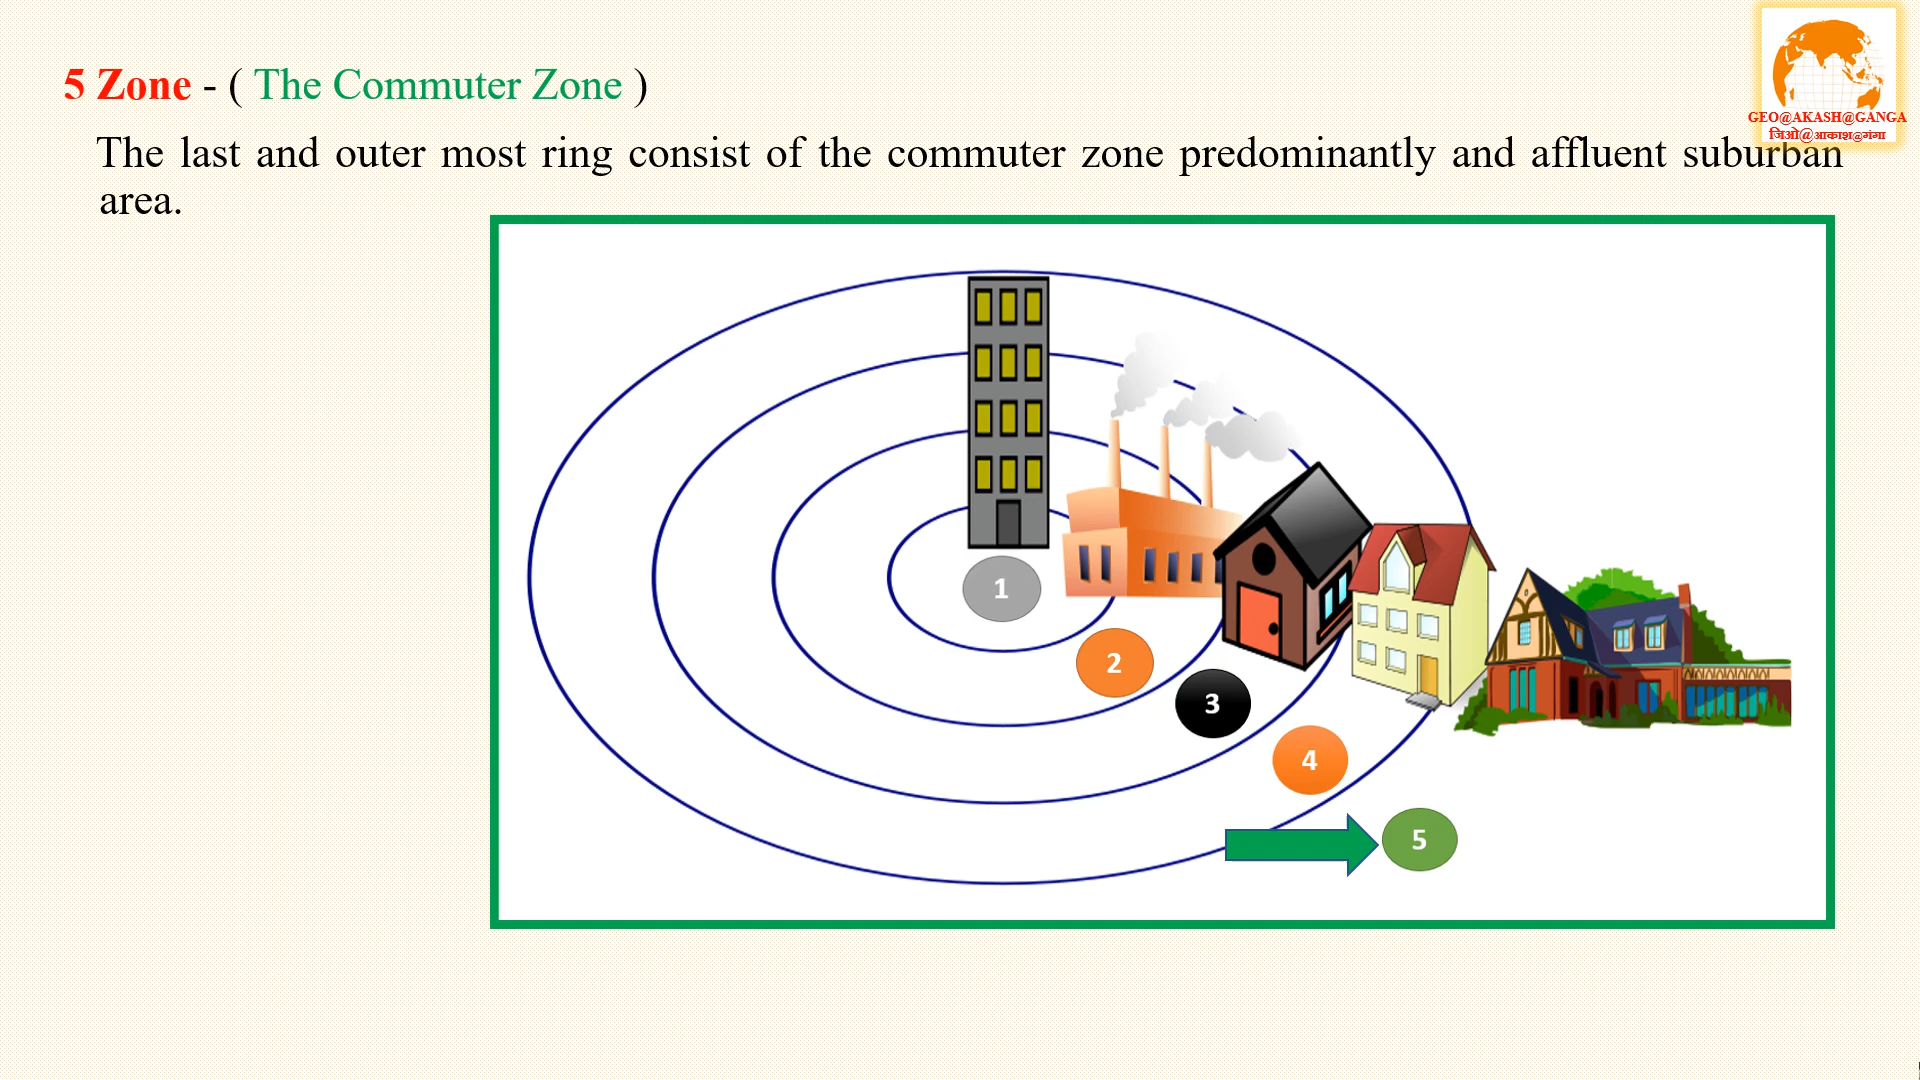 5 Zone - ( The Commuter Zone )
GEO@AKASH@GANGA
जिओ@आकाश@गंगा
The last and outer most ring consist of the commuter zone predominantly and affluent suburban
area.
1
2
3
4
5